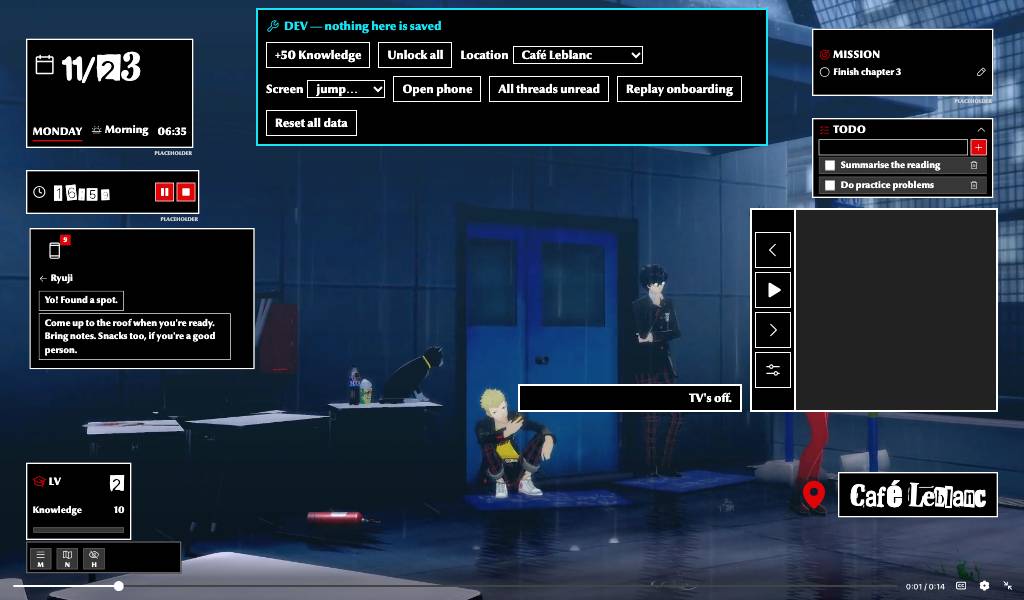 DEV — nothing here is saved
+50 Knowledge Unlock all Location Café Leblanc
Screen jump... Open phone All threads unread Replay onboarding
Reset all data
11/23
MONDAY Morning 06:35
PLACEHOLDER
PLACEHOLDER
9
← Ryuji
Yo! Found a spot.
Come up to the roof when you're ready.
Bring notes. Snacks too, if you're a good
person.
MISSION
Finish chapter 3
PLACEHOLDER
TODO
+
Summarise the reading
Do practice problems
TV's off.
LV 2
Knowledge 10
M N H
Café Leblanc
0:01 / 0:14
CC